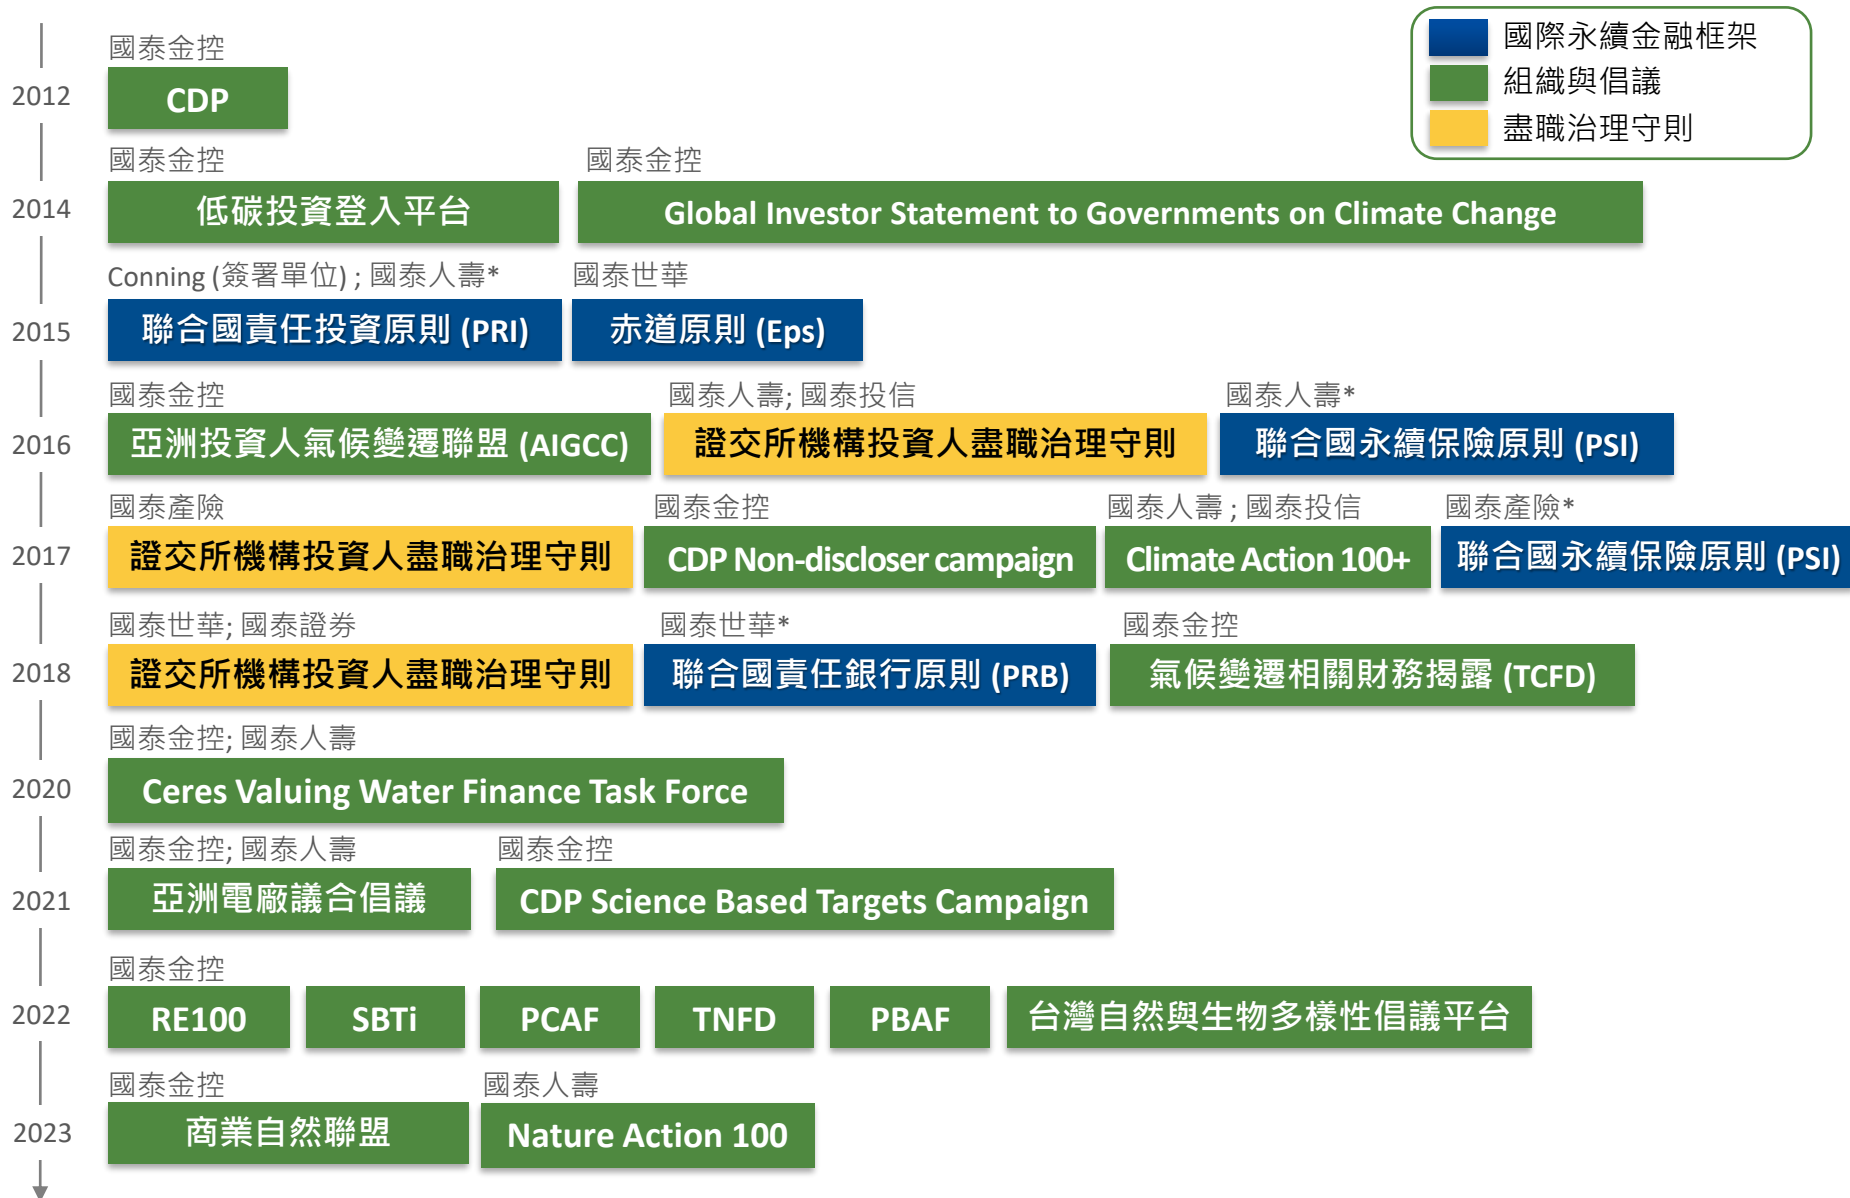 國際永續金融框架
組織與倡議
盡職治理守則
國泰金控
2012
CDP
國泰金控 國泰金控
2014
低碳投資登入平台 Global Investor Statement to Governments on Climate Change
Conning (簽署單位) ; 國泰人壽* 國泰世華
2015
聯合國責任投資原則 (PRI) 赤道原則 (Eps)
國泰金控 國泰人壽; 國泰投信 國泰人壽*
2016
亞洲投資人氣候變遷聯盟 (AIGCC) 證交所機構投資人盡職治理守則 聯合國永續保險原則 (PSI)
國泰產險 國泰金控 國泰人壽 ; 國泰投信 國泰產險*
2017
證交所機構投資人盡職治理守則 CDP Non-discloser campaign Climate Action 100+ 聯合國永續保險原則 (PSI)
國泰世華; 國泰證券 國泰世華* 國泰金控
2018
證交所機構投資人盡職治理守則 聯合國責任銀行原則 (PRB) 氣候變遷相關財務揭露 (TCFD)
國泰金控; 國泰人壽
2020
Ceres Valuing Water Finance Task Force
國泰金控; 國泰人壽 國泰金控
2021
亞洲電廠議合倡議 CDP Science Based Targets Campaign
國泰金控
2022
RE100 SBTi PCAF TNFD PBAF 台灣自然與生物多樣性倡議平台
國泰金控 國泰人壽
2023
商業自然聯盟 Nature Action 100